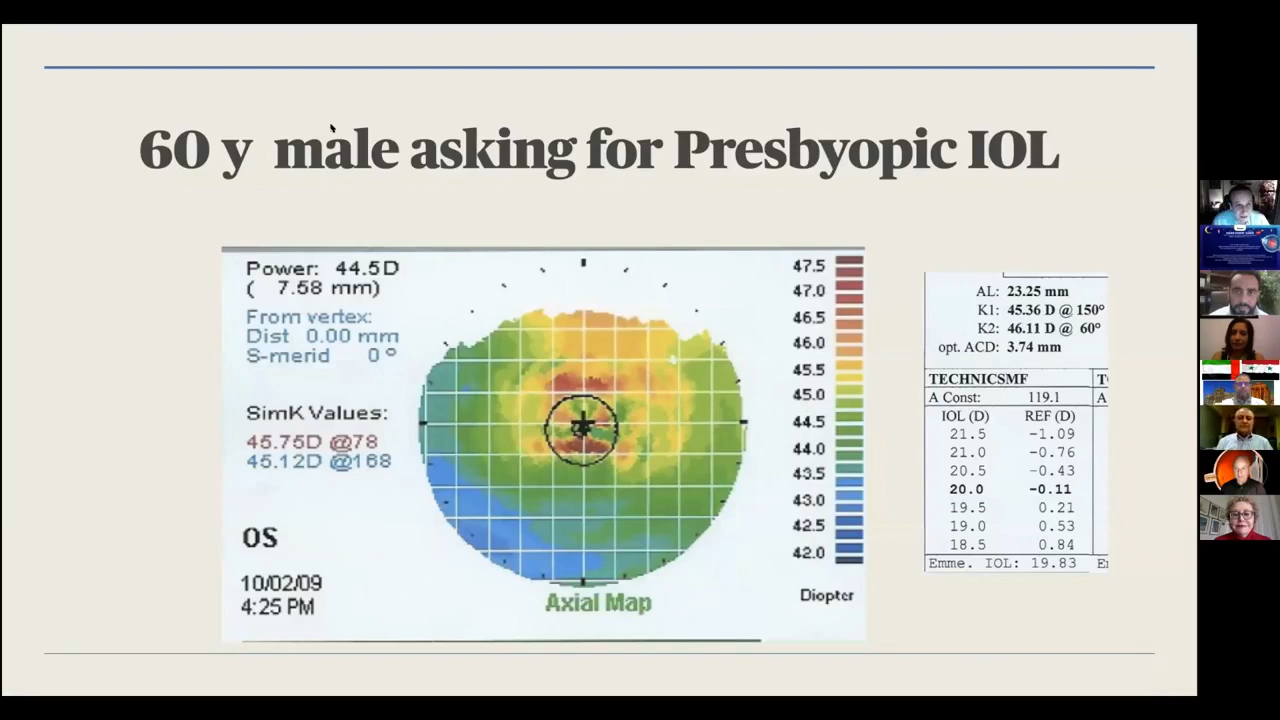 60 y male asking for Presbyopic IOL
Power: 44.5D
( 7.58 mm)
From vertex:
Dist 0.00 mm
S-merid 0°
SimK Values:
45.75D @78
45.12D @168
OS
10/02/09
4:25 PM
Axial Map
47.5
47.0
46.5
46.0
45.5
45.0
44.5
44.0
43.5
43.0
42.5
42.0
Diopter
AL: 23.25 mm
K1: 45.36 D @ 150°
K2: 46.11 D @ 60°
opt. ACD: 3.74 mm
TECHNICSMF
A Const: 119.1 A
IOL (D) REF (D)
21.5 -1.09
21.0 -0.76
20.5 -0.43
20.0 -0.11
19.5 0.21
19.0 0.53
18.5 0.84
Emme. IOL: 19.83